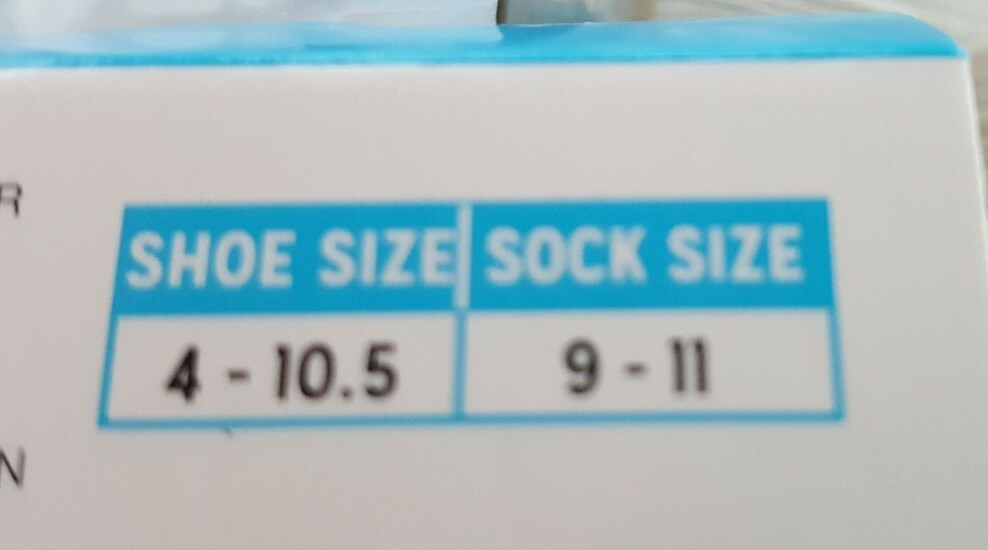 R
SHOE SIZE SOCK SIZE
4 - 10.5 9 - 11
N